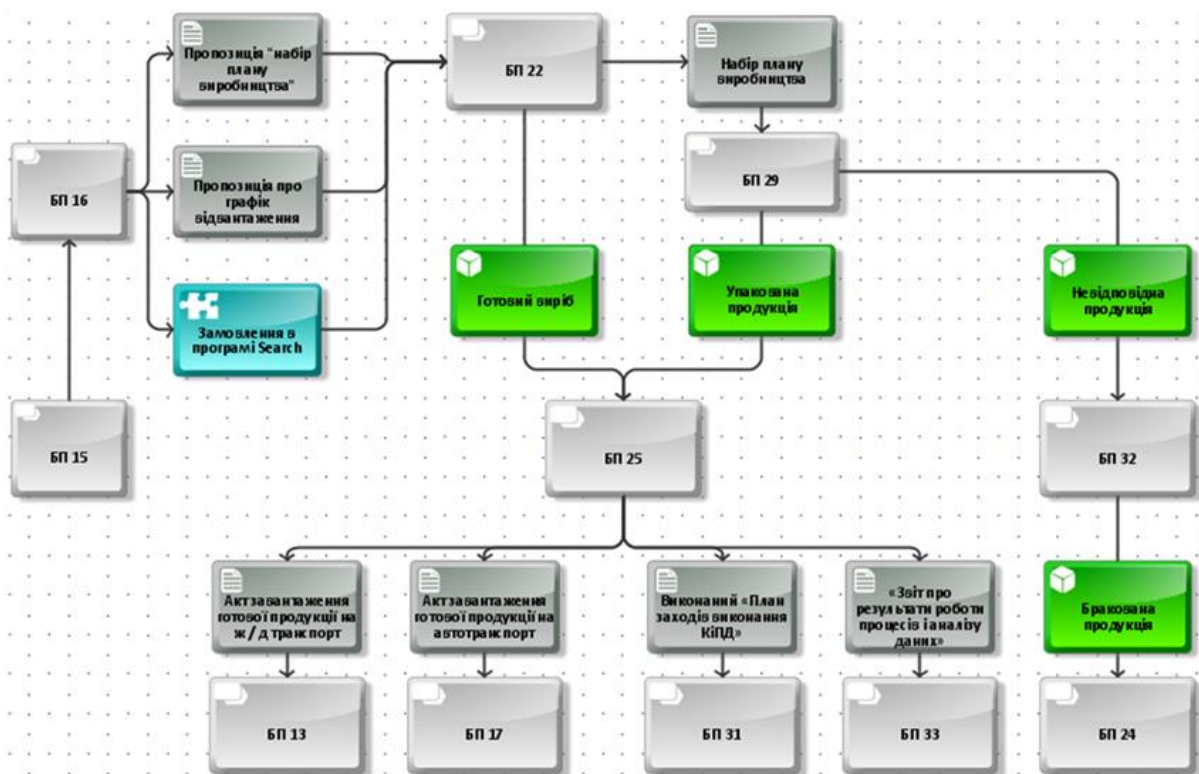 Пропозиція "набір
плану
виробництва"
БП 22
Набір плану
виробництва
БП 16
Пропозиція про
графік
відвантаження
БП 29
Замовлення в
програмі Search
Готовий виріб
Упакована
продукція
Невідповідна
продукція
БП 15
БП 25
БП 32
Акт завантаження
готової продукції на
ж / д транспорт
Акт завантаження
готової продукції на
автотранспорт
Виконаний «План
заходів виконання
КіПД»
«Звіт про
результати роботи
процесів і аналізу
даних»
Бракована
продукція
БП 13
БП 17
БП 31
БП 33
БП 24